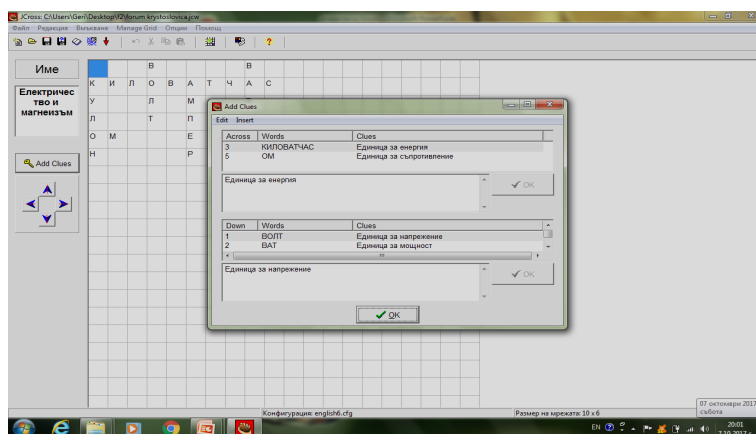 JCross: C:\Users\Geri\Desktop\f2\forum krystoslovica.jcw
Файл Редакция Вмъкване Manage Grid Опции Помощ
Име
Електричес
тво и
магнеизъм
Add Clues
В В
К И Л О В А Т Ч А С
У Л М
Л Т П
О М Е
Н Р
Add Clues
Edit Insert
Across Words Clues
3 КИЛОВАТЧАС Единица за енергия
5 ОМ Единица за съпротивление
Единица за енергия
OK
Down Words Clues
1 ВОЛТ Единица за напрежение
2 ВАТ Единица за мощност
Единица за напрежение
OK
OK
Конфигурация: english6.cfg
Размер на мрежата: 10 x 6
07 октомври 2017
събота
EN
20:01
7.10.2017 г.